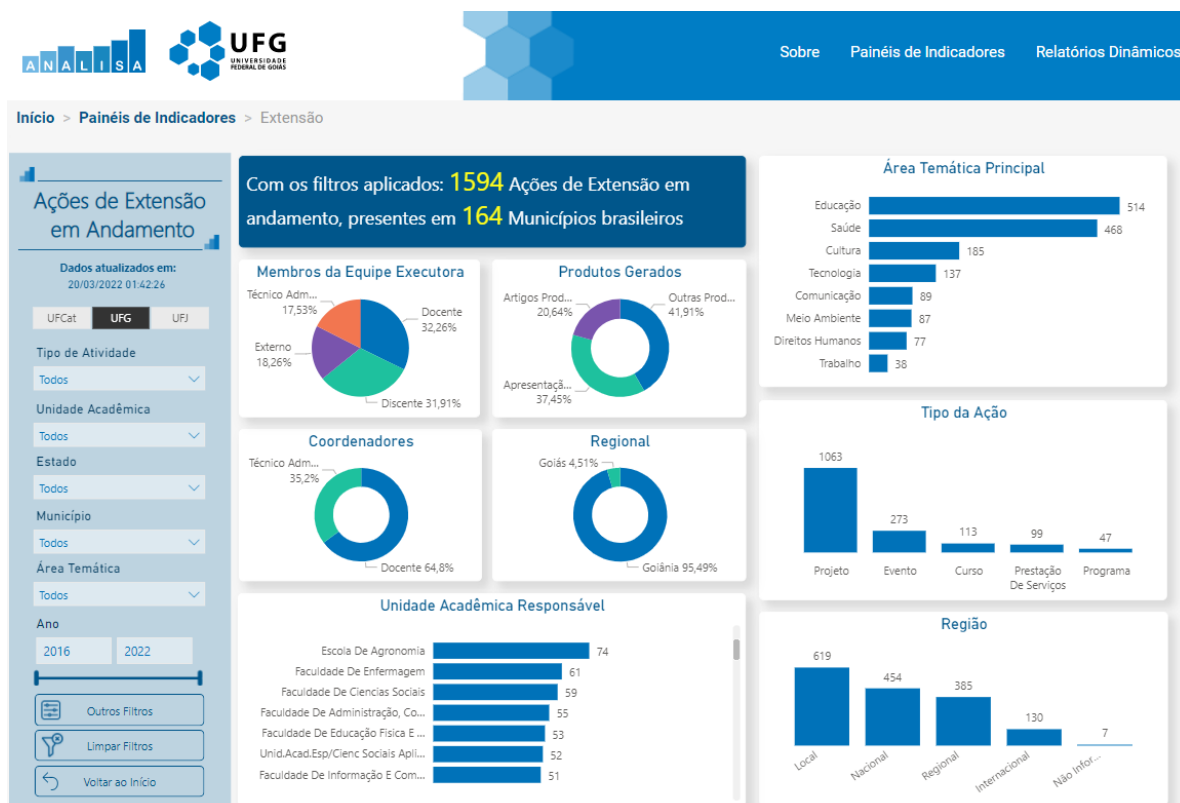 ANALISA
UFG
UNIVERSIDADE
FEDERAL DE GOIÁS
Sobre
Painéis de Indicadores
Relatórios Dinâmicos
Início > Painéis de Indicadores > Extensão
Ações de Extensão
em Andamento
Dados atualizados em:
20/03/2022 01:42:26
UFCat
UFG
UFJ
Tipo de Atividade
Todos
Unidade Acadêmica
Todos
Estado
Todos
Município
Todos
Área Temática
Todos
Ano
2016
2022
Outros Filtros
Limpar Filtros
Voltar ao Início
Com os filtros aplicados: 1594 Ações de Extensão em
andamento, presentes em 164 Municípios brasileiros
Membros da Equipe Executora
Técnico Adm...
17,53%
Docente
32,26%
Externo
18,26%
Discente 31,91%
Produtos Gerados
Artigos Prod...
20,64%
Outras Prod...
41,91%
Apresentaçã...
37,45%
Coordenadores
Técnico Adm...
35,2%
Docente 64,8%
Regional
Goiás 4,51%
Goiânia 95,49%
Unidade Acadêmica Responsável
Escola De Agronomia 74
Faculdade De Enfermagem 61
Faculdade De Ciencias Sociais 59
Faculdade De Administração, Co... 55
Faculdade De Educação Fisica E ... 53
Unid.Acad.Esp/Cienc Sociais Apli... 52
Faculdade De Informação E Com... 51
Área Temática Principal
Educação 514
Saúde 468
Cultura 185
Tecnologia 137
Comunicação 89
Meio Ambiente 87
Direitos Humanos 77
Trabalho 38
Tipo da Ação
1063
273
113
99
47
Projeto
Evento
Curso
Prestação
De Serviços
Programa
Região
619
454
385
130
7
Local
Nacional
Regional
Internacional
Não Infor...